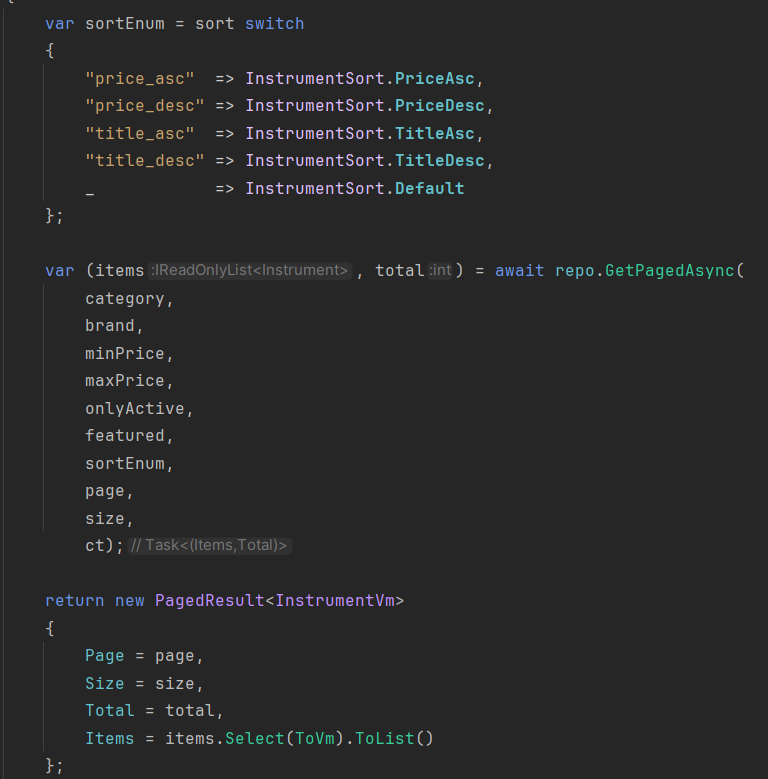 {
var sortEnum = sort switch
{
    "price_asc"  => InstrumentSort.PriceAsc,
    "price_desc" => InstrumentSort.PriceDesc,
    "title_asc"  => InstrumentSort.TitleAsc,
    "title_desc" => InstrumentSort.TitleDesc,
    _            => InstrumentSort.Default
};
var (items :IReadOnlyList<Instrument> , total :int ) = await repo.GetPagedAsync(
    category,
    brand,
    minPrice,
    maxPrice,
    onlyActive,
    featured,
    sortEnum,
    page,
    size,
    ct); // Task<(Items,Total)>
return new PagedResult<InstrumentVm>
{
    Page = page,
    Size = size,
    Total = total,
    Items = items.Select(ToVm).ToList()
};